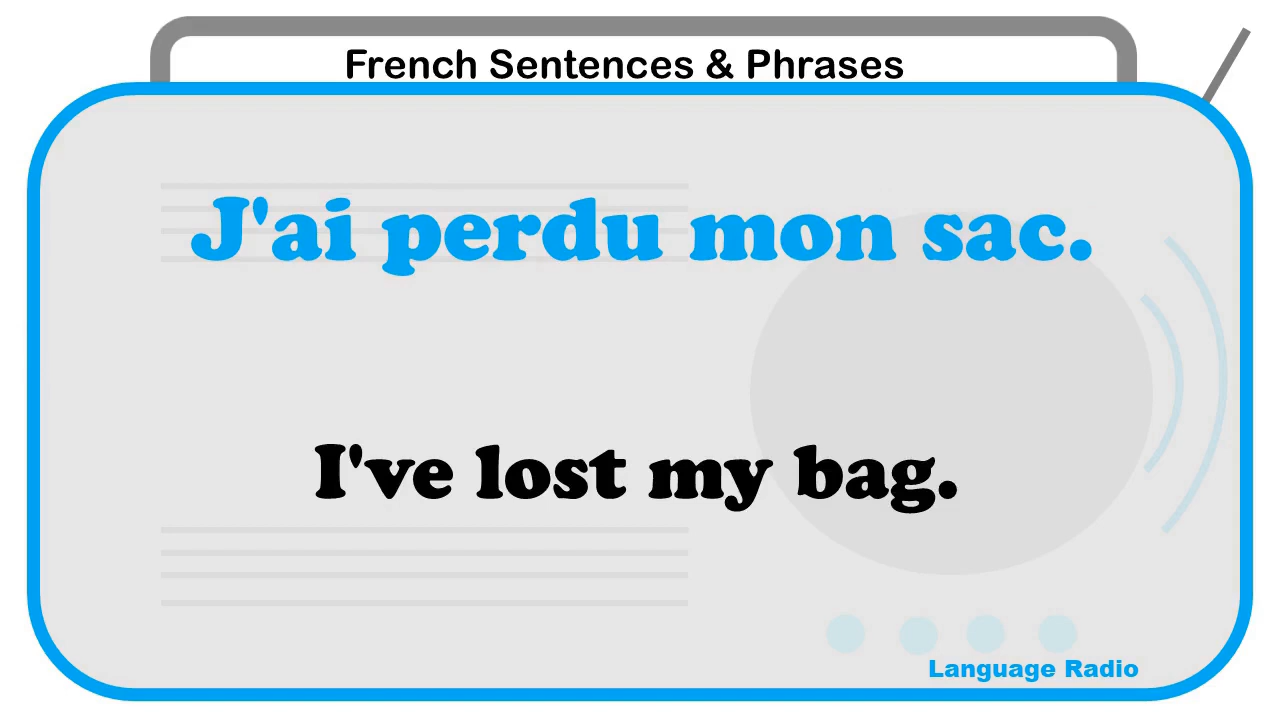 French Sentences & Phrases
J'ai perdu mon sac.
I've lost my bag.
Language Radio